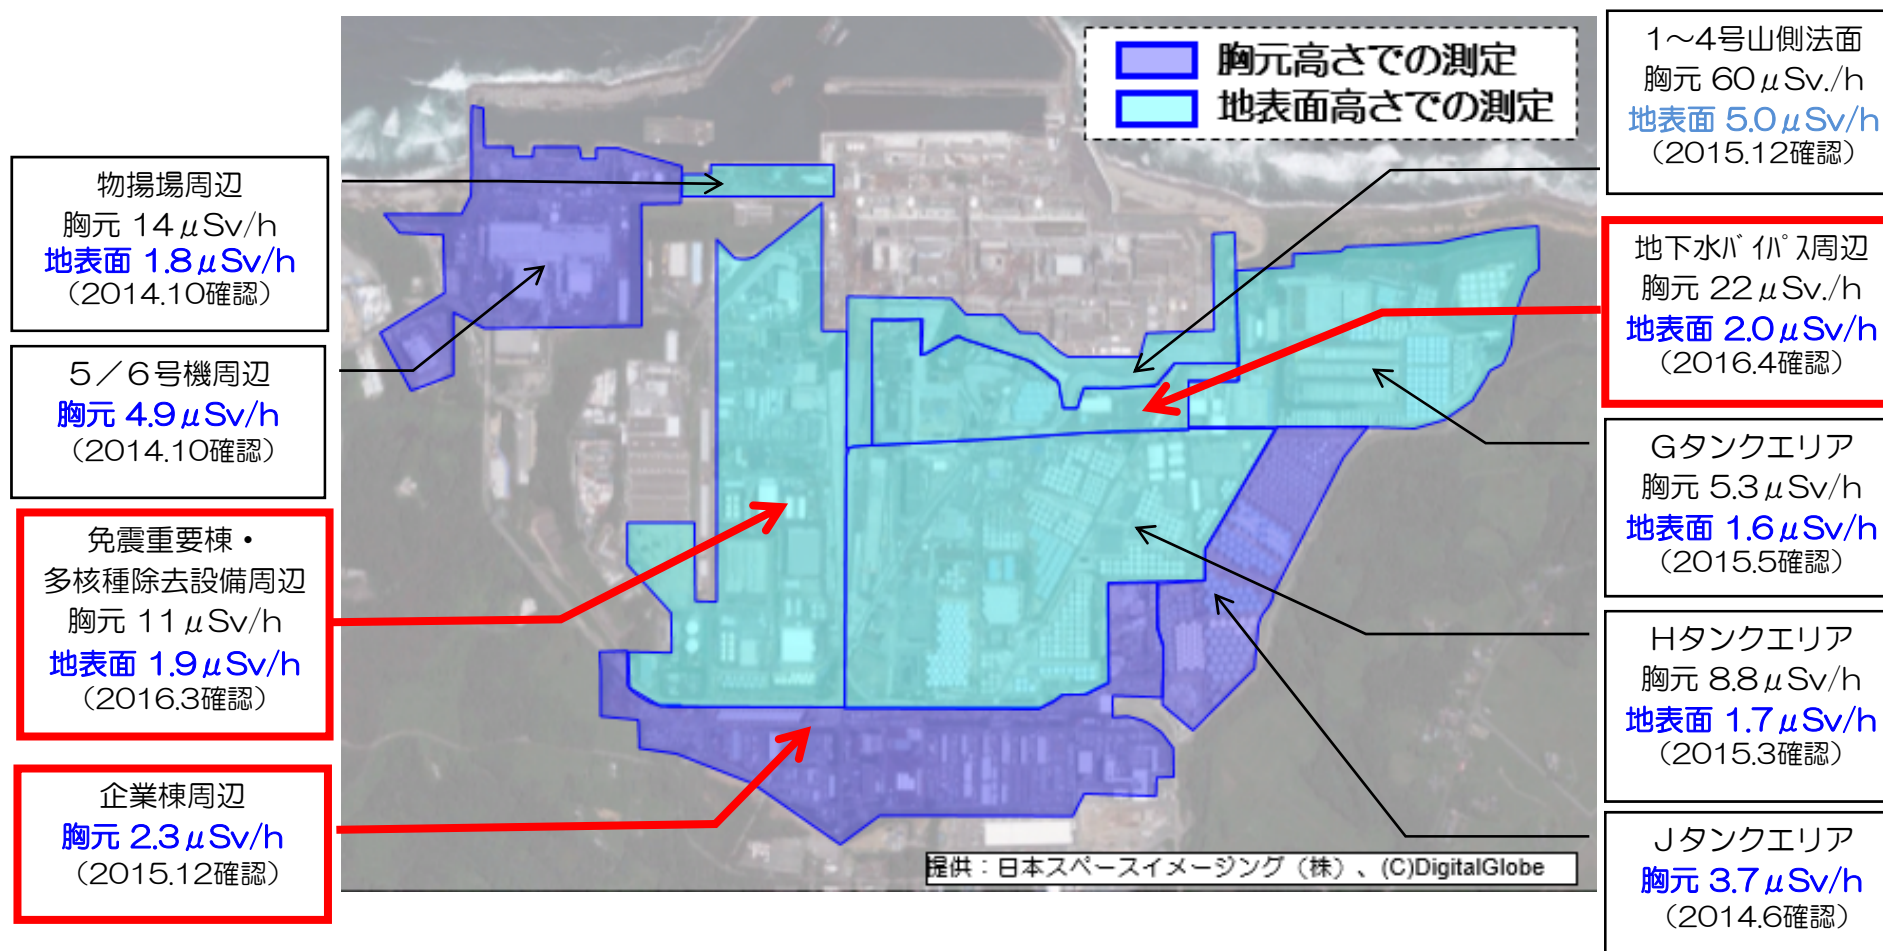 胸元高さでの測定
地表面高さでの測定
物揚場周辺
胸元 14μSv/h
地表面 1.8μSv/h
（2014.10確認）
5／6号機周辺
胸元 4.9μSv/h
（2014.10確認）
免震重要棟・
多核種除去設備周辺
胸元 11μSv/h
地表面 1.9μSv/h
（2016.3確認）
企業棟周辺
胸元 2.3μSv/h
（2015.12確認）
1～4号山側法面
胸元 60μSv./h
地表面 5.0μSv/h
（2015.12確認）
地下水ﾊﾞｲﾊﾟｽ周辺
胸元 22μSv./h
地表面 2.0μSv/h
（2016.4確認）
Gタンクエリア
胸元 5.3μSv/h
地表面 1.6μSv/h
（2015.5確認）
Hタンクエリア
胸元 8.8μSv/h
地表面 1.7μSv/h
（2015.3確認）
Jタンクエリア
胸元 3.7μSv/h
（2014.6確認）
提供：日本スペースイメージング（株）、(C)DigitalGlobe